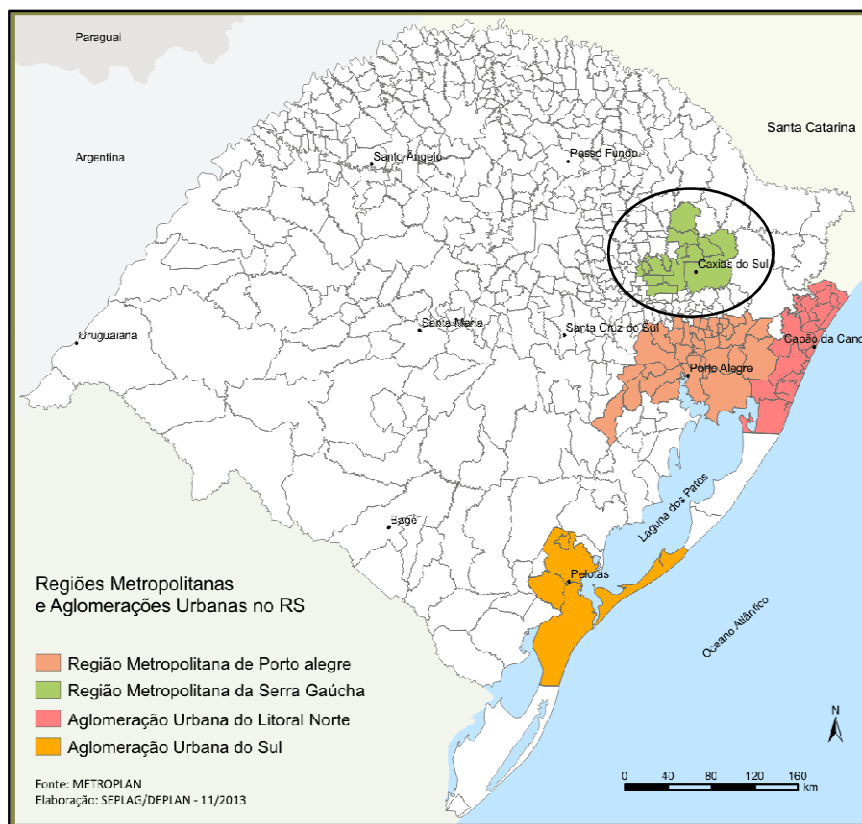 Paraguai
Santa Catarina
Argentina
Santo Ângelo
Passo Fundo
Caxias do Sul
Uruguaiana
Santa Maria
Santa Cruz do Sul
Capão da Cano
Porto Alegre
Laguna dos Patos
Bagé
Pelotas
Oceano Atlântico
Regiões Metropolitanas
e Aglomerações Urbanas no RS
Região Metropolitana de Porto alegre
Região Metropolitana da Serra Gaúcha
Aglomeração Urbana do Litoral Norte
Aglomeração Urbana do Sul
Fonte: METROPLAN
Elaboração: SEPLAG/DEPLAN - 11/2013
N
0 40 80 120 160
km